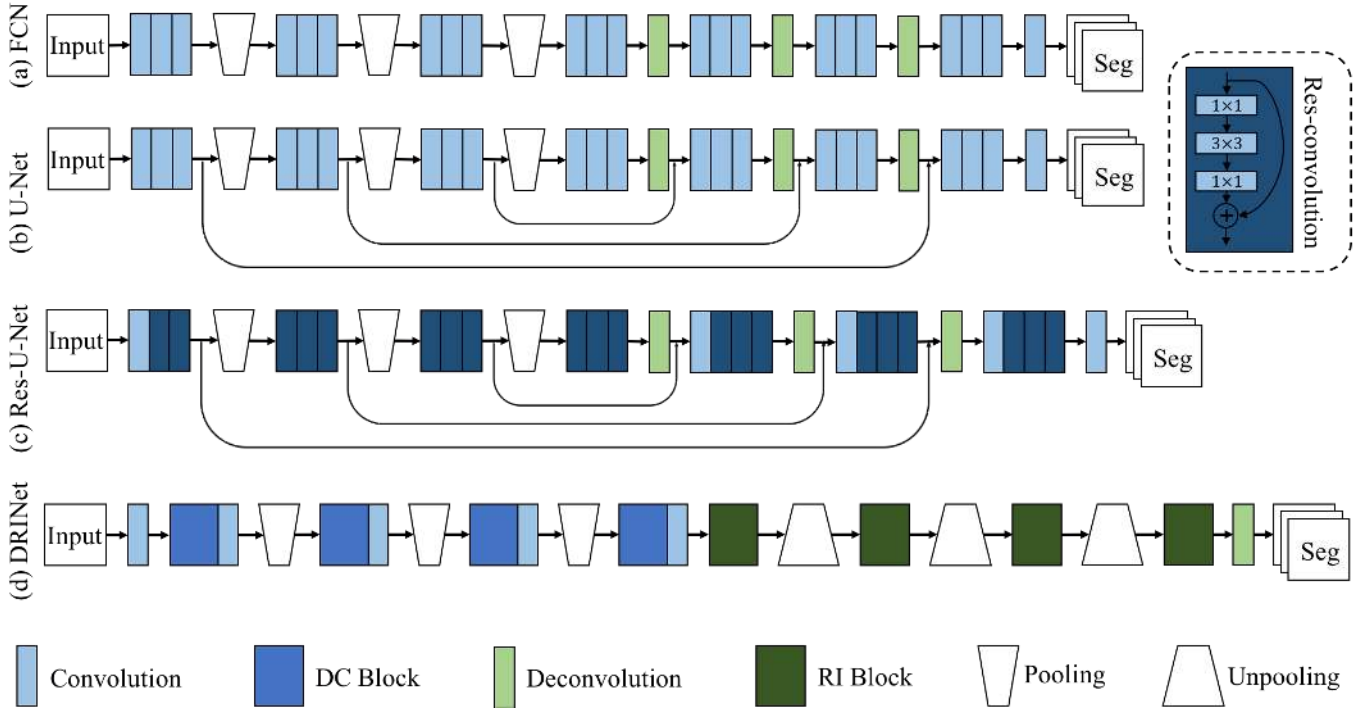 (a) FCN
Input
Seg
(b) U-Net
Input
Seg
1×1
3×3
1×1
+
Res-convolution
(c) Res-U-Net
Input
Seg
(d) DRINet
Input
Seg
Convolution
DC Block
Deconvolution
RI Block
Pooling
Unpooling